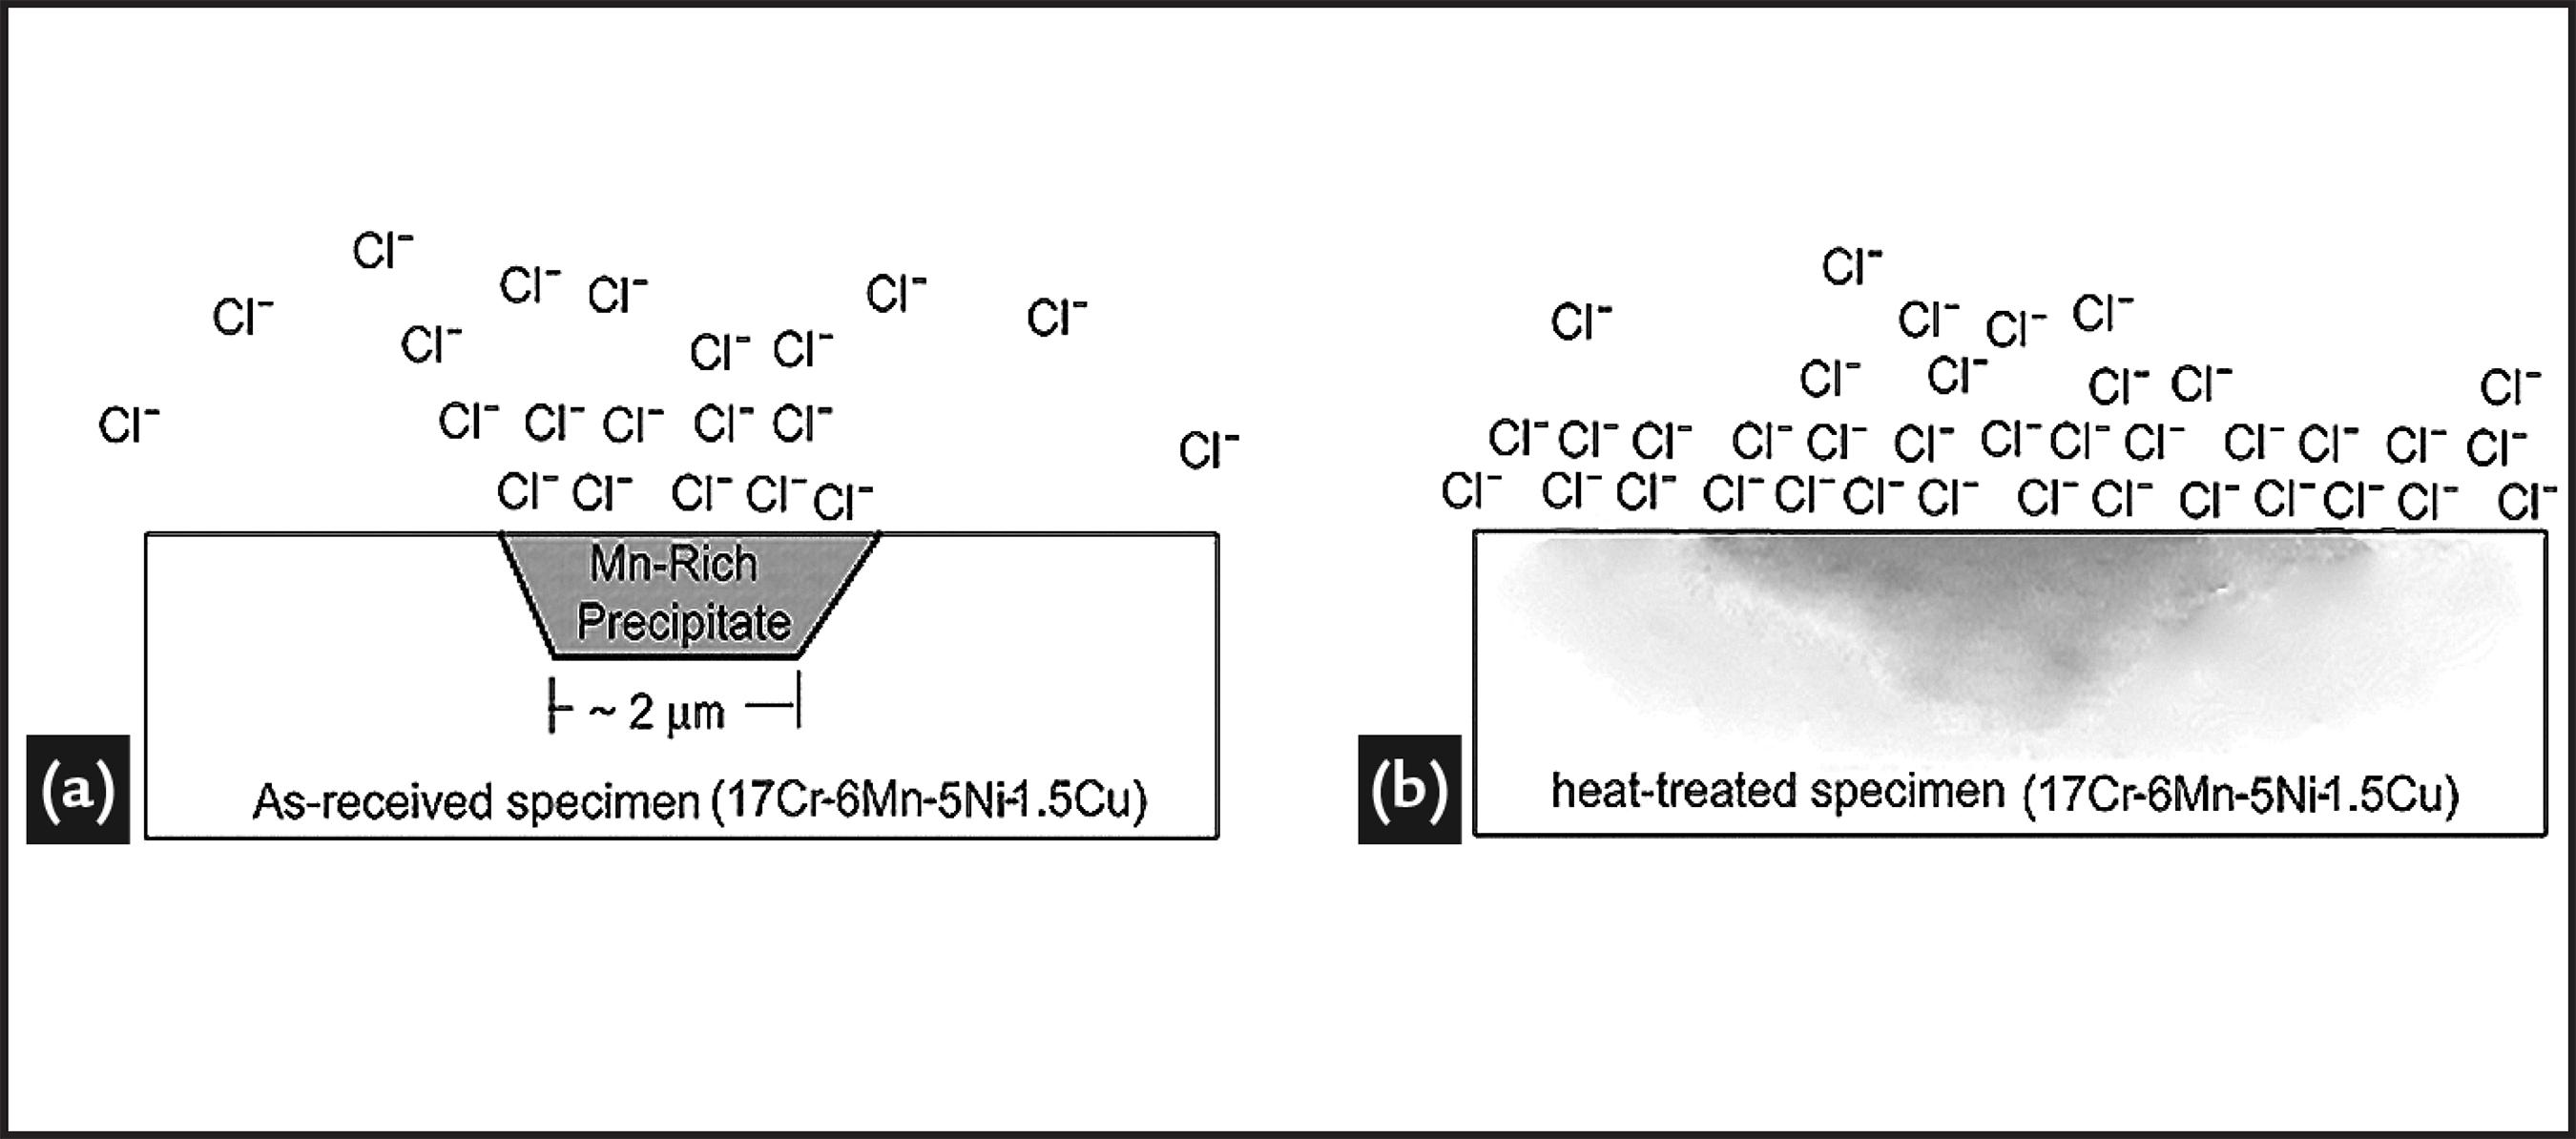 Cl⁻
Cl⁻ Cl⁻ Cl⁻
Cl⁻ Cl⁻
Cl⁻ Cl⁻ Cl⁻
Cl⁻ Cl⁻ Cl⁻ Cl⁻ Cl⁻ Cl⁻
Cl⁻
Cl⁻ Cl⁻ Cl⁻ Cl⁻ Cl⁻
Mn-Rich
Precipitate
~ 2 µm
(a)
As-received specimen (17Cr-6Mn-5Ni-1.5Cu)
Cl⁻
Cl⁻ Cl⁻ Cl⁻ Cl⁻
Cl⁻ Cl⁻ Cl⁻ Cl⁻ Cl⁻
Cl⁻ Cl⁻ Cl⁻ Cl⁻ Cl⁻ Cl⁻ Cl⁻ Cl⁻ Cl⁻ Cl⁻ Cl⁻ Cl⁻ Cl⁻
Cl⁻ Cl⁻ Cl⁻ Cl⁻ Cl⁻ Cl⁻ Cl⁻ Cl⁻ Cl⁻ Cl⁻ Cl⁻ Cl⁻ Cl⁻ Cl⁻
(b)
heat-treated specimen (17Cr-6Mn-5Ni-1.5Cu)